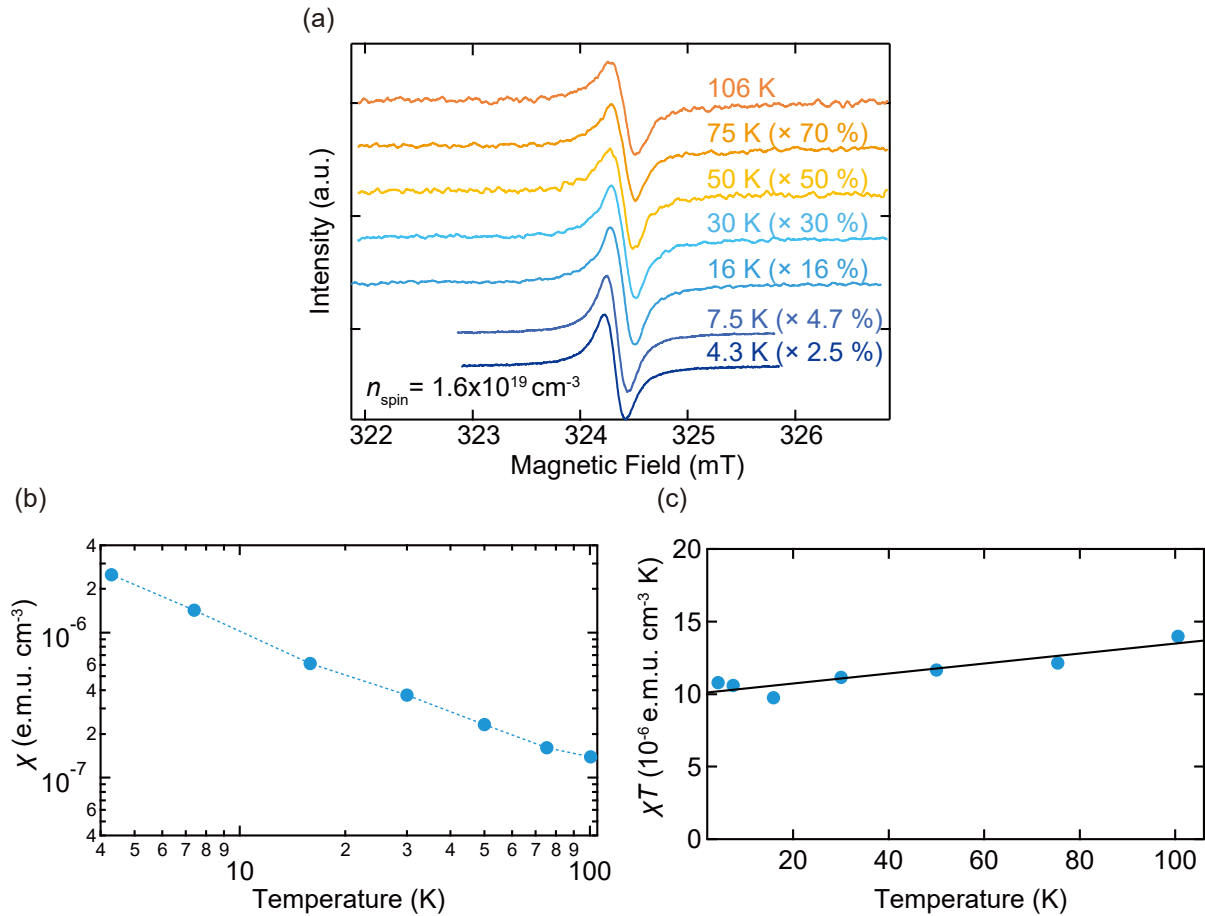 (a)
Intensity (a.u.)
106 K
75 K (× 70 %)
50 K (× 50 %)
30 K (× 30 %)
16 K (× 16 %)
7.5 K (× 4.7 %)
4.3 K (× 2.5 %)
n_spin = 1.6x10^19 cm^-3
322 323 324 325 326
Magnetic Field (mT)
(b)
χ (e.m.u. cm^-3)
4
2
10^-6
6
4
2
10^-7
6
4
4 5 6 7 8 9 10 2 3 4 5 6 7 8 9 100
Temperature (K)
(c)
χT (10^-6 e.m.u. cm^-3 K)
20
15
10
5
0
20 40 60 80 100
Temperature (K)